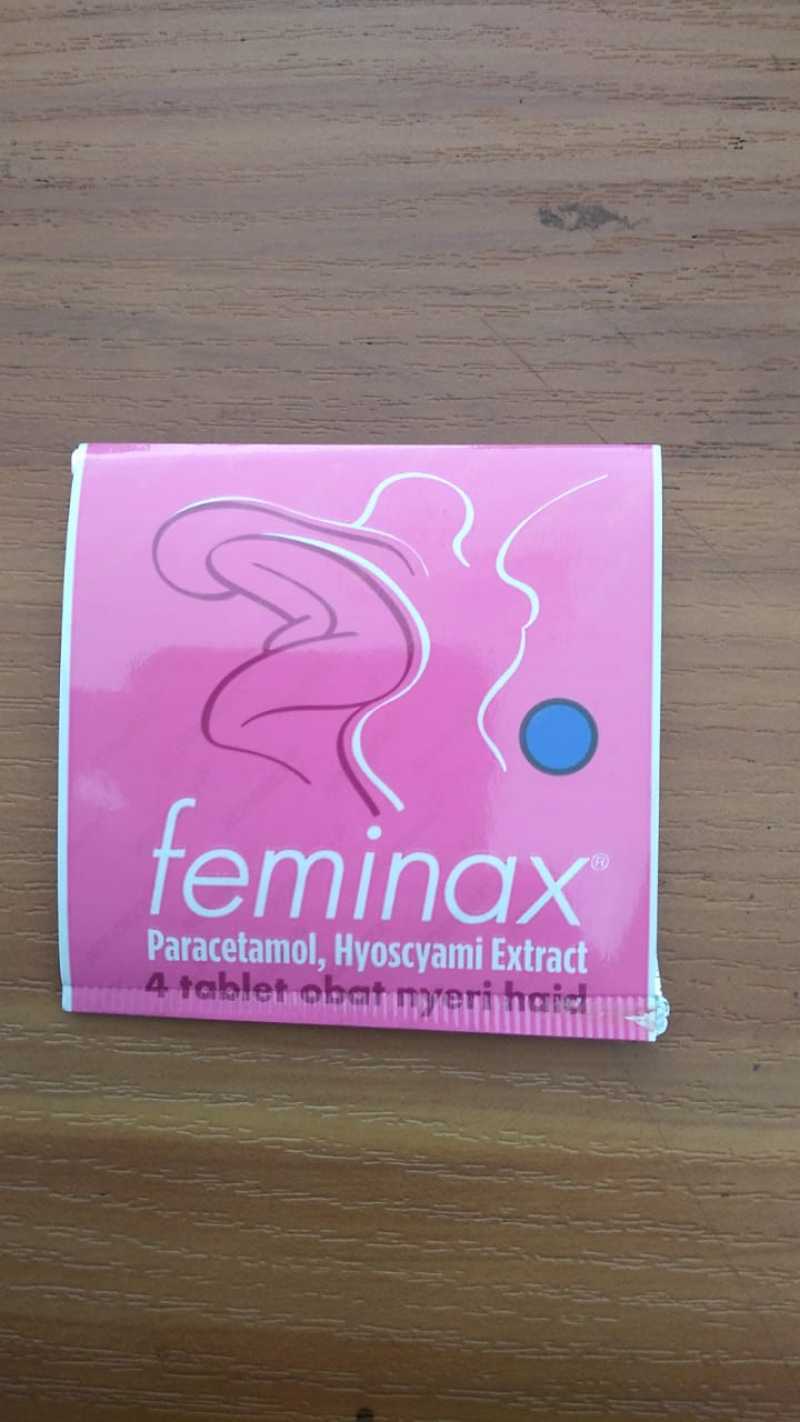 feminax®
Paracetamol, Hyoscyami Extract
4 tablet obat nyeri haid